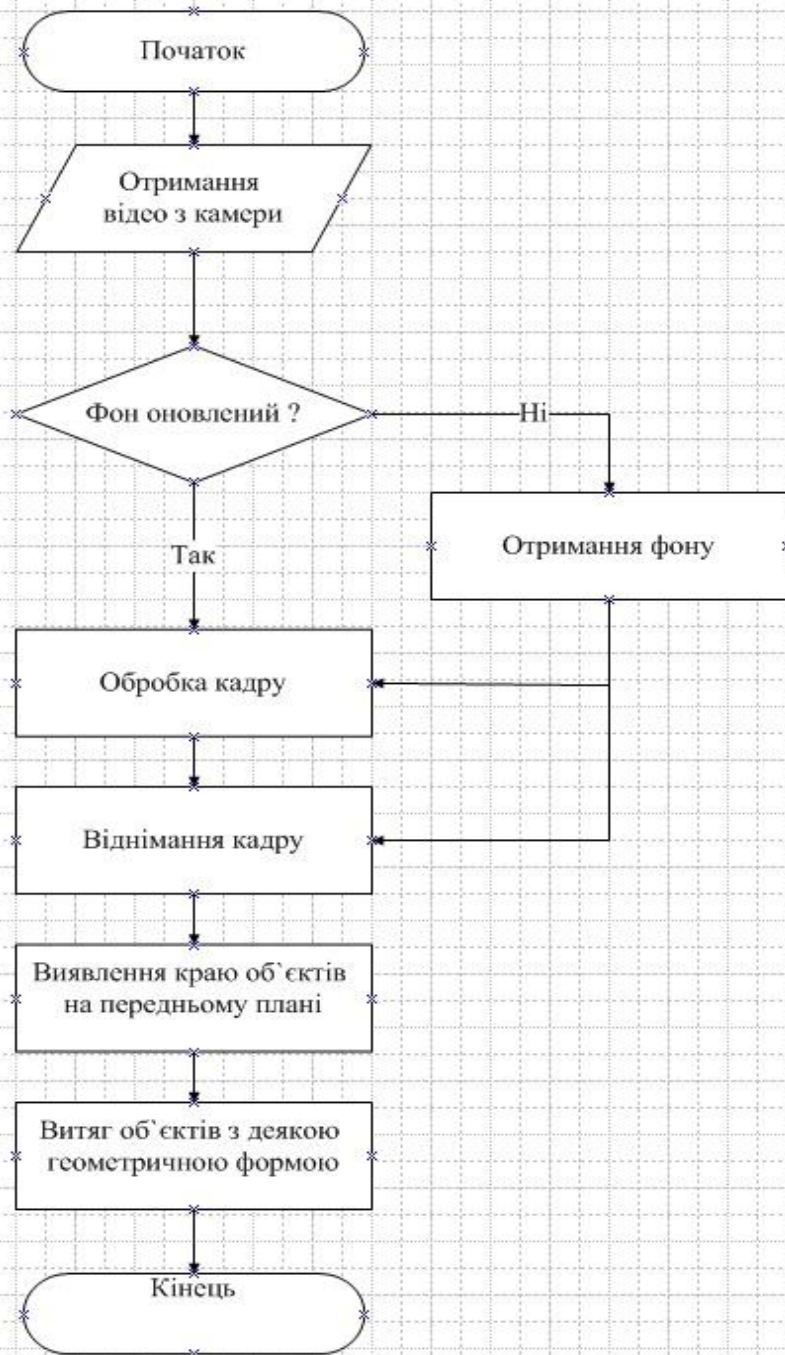 Початок
Отримання
відео з камери
Фон оновлений ?
Ні
Отримання фону
Так
Обробка кадру
Віднімання кадру
Виявлення краю об`єктів
на передньому плані
Витяг об`єктів з деякою
геометричною формою
Кінець